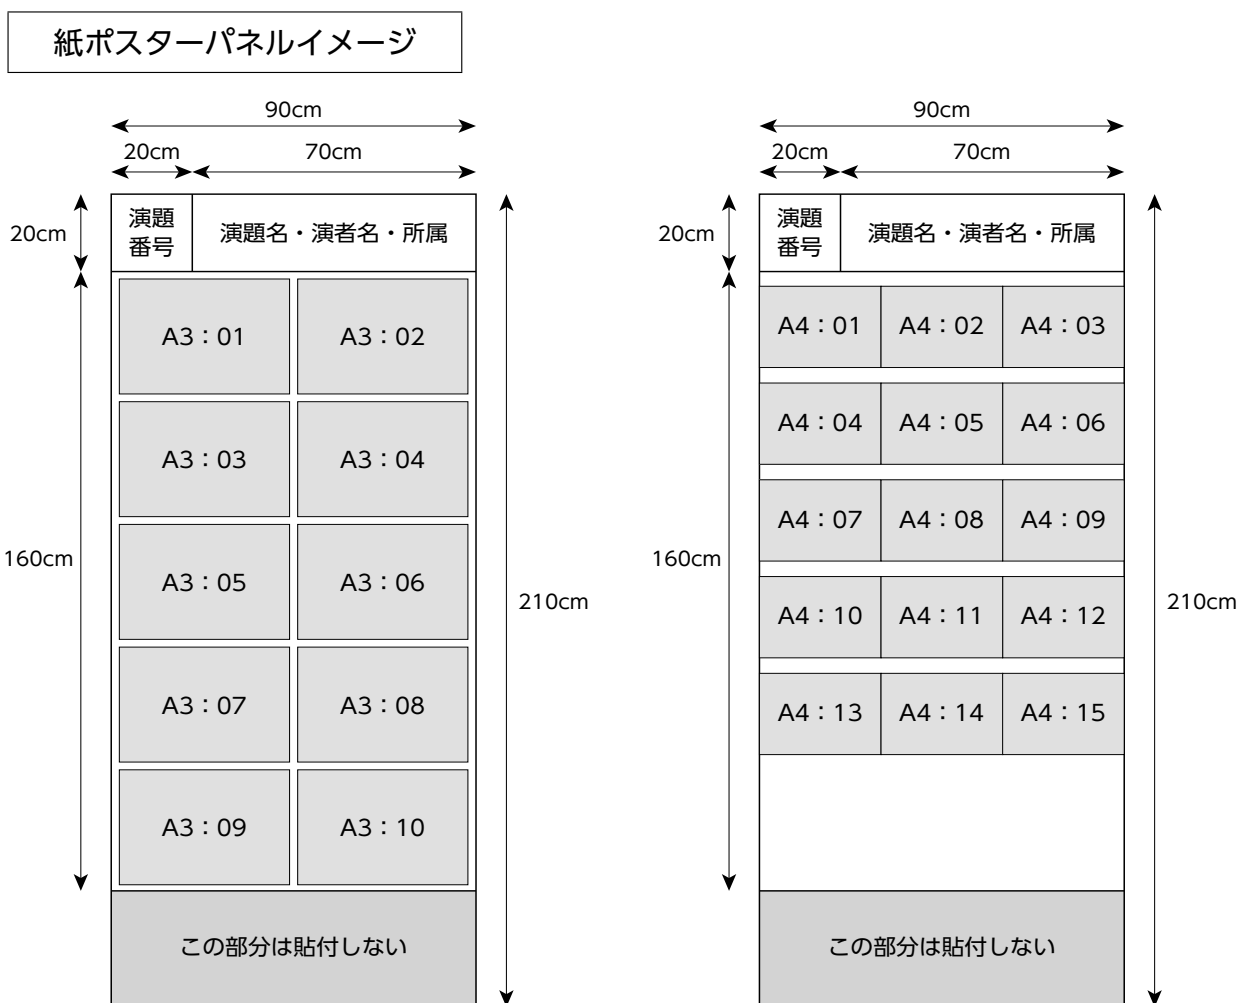 紙ポスターパネルイメージ
90cm
20cm
70cm
20cm
演題
番号
演題名・演者名・所属
160cm
210cm
A3：01
A3：02
A3：03
A3：04
A3：05
A3：06
A3：07
A3：08
A3：09
A3：10
この部分は貼付しない
90cm
20cm
70cm
20cm
演題
番号
演題名・演者名・所属
160cm
210cm
A4：01
A4：02
A4：03
A4：04
A4：05
A4：06
A4：07
A4：08
A4：09
A4：10
A4：11
A4：12
A4：13
A4：14
A4：15
この部分は貼付しない